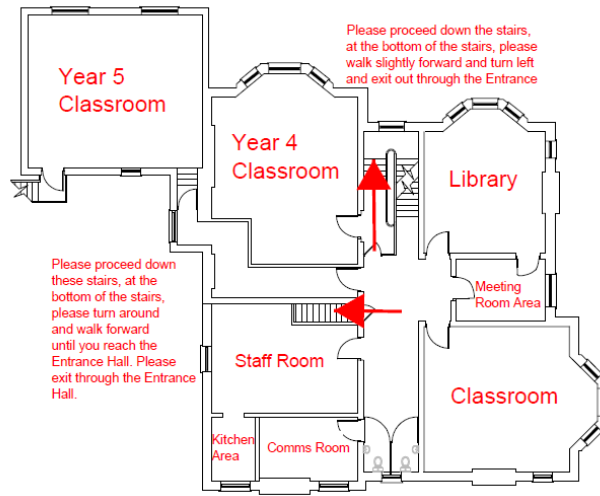 Please proceed down the stairs,
at the bottom of the stairs, please
walk slightly forward and turn left
and exit out through the Entrance
Year 5
Classroom
Year 4
Classroom
Library
Meeting
Room Area
Please proceed down
these stairs, at the
bottom of the stairs,
please turn around
and walk forward
until you reach the
Entrance Hall. Please
exit through the Entrance
Hall.
Staff Room
Classroom
Kitchen
Area
Comms Room